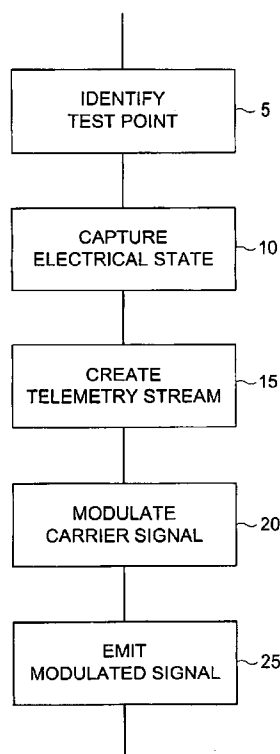 IDENTIFY
TEST POINT
5
CAPTURE
ELECTRICAL STATE
10
CREATE
TELEMETRY STREAM
15
MODULATE
CARRIER SIGNAL
20
EMIT
MODULATED SIGNAL
25